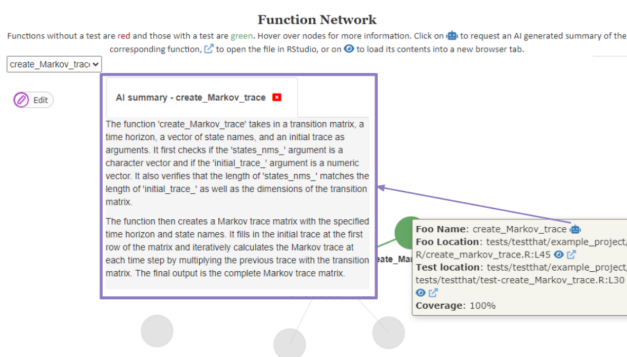 Function Network
Functions without a test are red and those with a test are green. Hover over nodes for more information. Click on to request an AI generated summary of the
corresponding function, to open the file in RStudio, or on to load its contents into a new browser tab.
create_Markov_trac
Edit
AI summary - create_Markov_trace
The function 'create_Markov_trace' takes in a transition matrix, a
time horizon, a vector of state names, and an initial trace as
arguments. It first checks if the 'states_nms_' argument is a
character vector and if the 'initial_trace_' argument is a numeric
vector. It also verifies that the length of 'states_nms_' matches the
length of 'initial_trace_' as well as the dimensions of the transition
matrix.
The function then creates a Markov trace matrix with the specified
time horizon and state names. It fills in the initial trace at the first
row of the matrix and iteratively calculates the Markov trace at
each time step by multiplying the previous trace with the transition
matrix. The final output is the complete Markov trace matrix.
eate_Mar
Foo Name: create_Markov_trace
Foo Location: tests/testthat/example_project/
R/create_markov_trace.R:L45
Test location: tests/testthat/example_project/
tests/testthat/test-create_Markov_trace.R:L30
Coverage: 100%